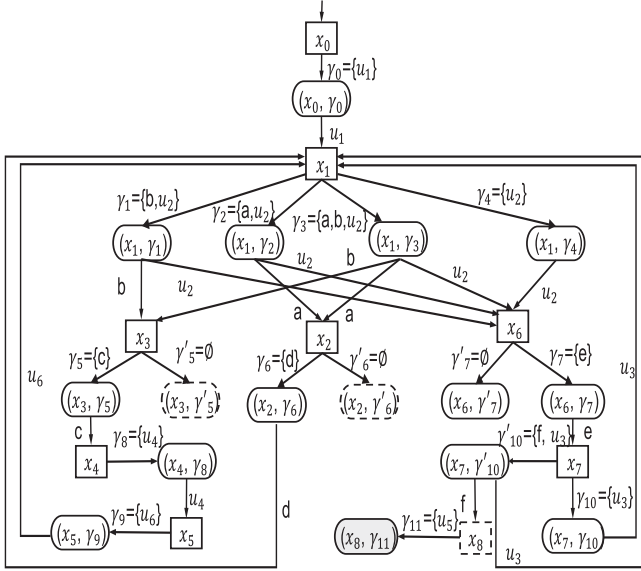 x₀
γ₀={u₁}
(x₀, γ₀)
u₁
x₁
γ₁={b,u₂}
γ₂={a,u₂}
γ₃={a,b,u₂}
γ₄={u₂}
(x₁, γ₁)
(x₁, γ₂)
(x₁, γ₃)
(x₁, γ₄)
b
u₂
u₂
b
u₂
u₂
a
a
x₃
x₂
x₆
γ₅={c}
γ'₅=∅
γ₆={d}
γ'₆=∅
γ'₇=∅
γ₇={e}
u₆
u₃
(x₃, γ₅)
(x₃, γ'₅)
(x₂, γ₆)
(x₂, γ'₆)
(x₆, γ'₇)
(x₆, γ₇)
c
γ₈={u₄}
γ'₁₀={f, u₃}
e
x₄
(x₄, γ₈)
(x₇, γ'₁₀)
x₇
u₄
d
f
γ₁₀={u₃}
γ₉={u₆}
γ₁₁={u₅}
(x₅, γ₉)
x₅
(x₈, γ₁₁)
x₈
(x₇, γ₁₀)
u₃